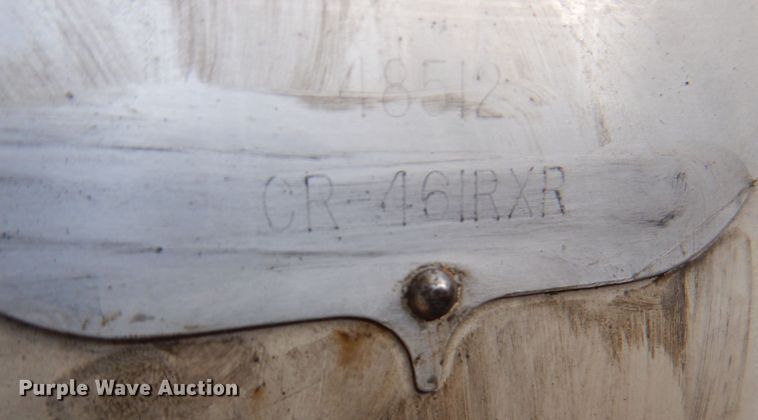 48512
CR-461RXR
Purple Wave Auction